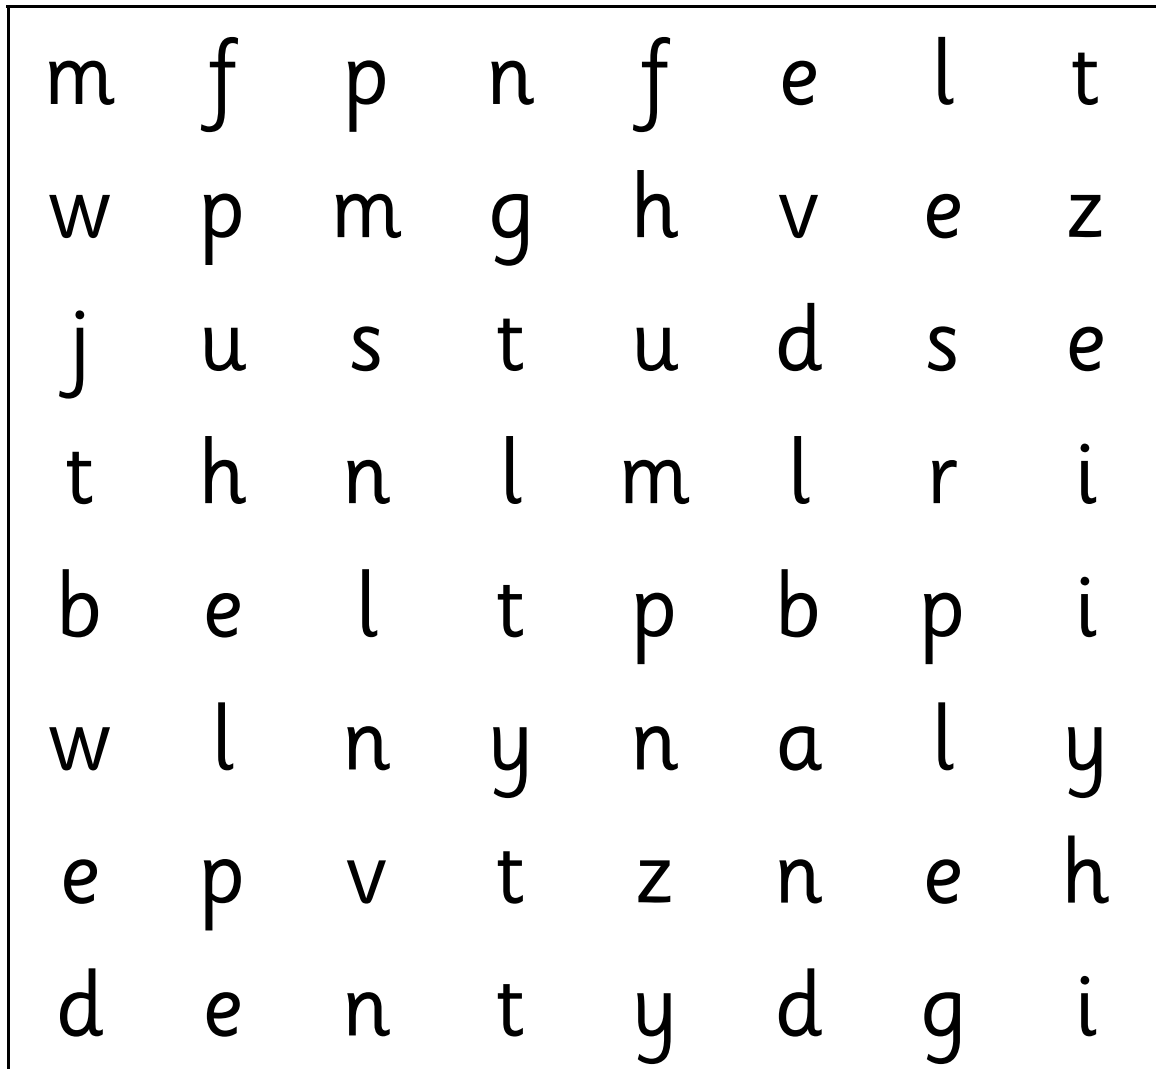 m f p n f e l t
w p m g h v e z
j u s t u d s e
t h n l m l r i
b e l t p b p i
w l n y n a l y
e p v t z n e h
d e n t y d g i